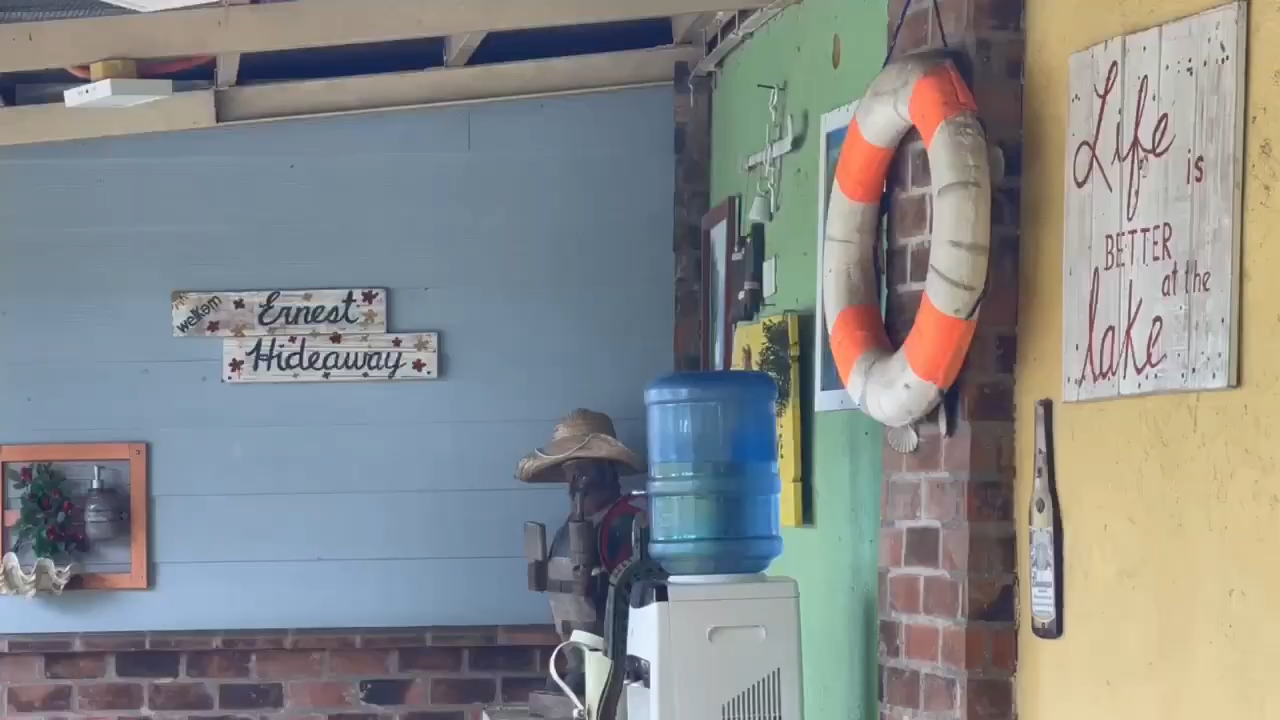 welkom
Ernest
Hideaway
Life
is
BETTER
at the
lake